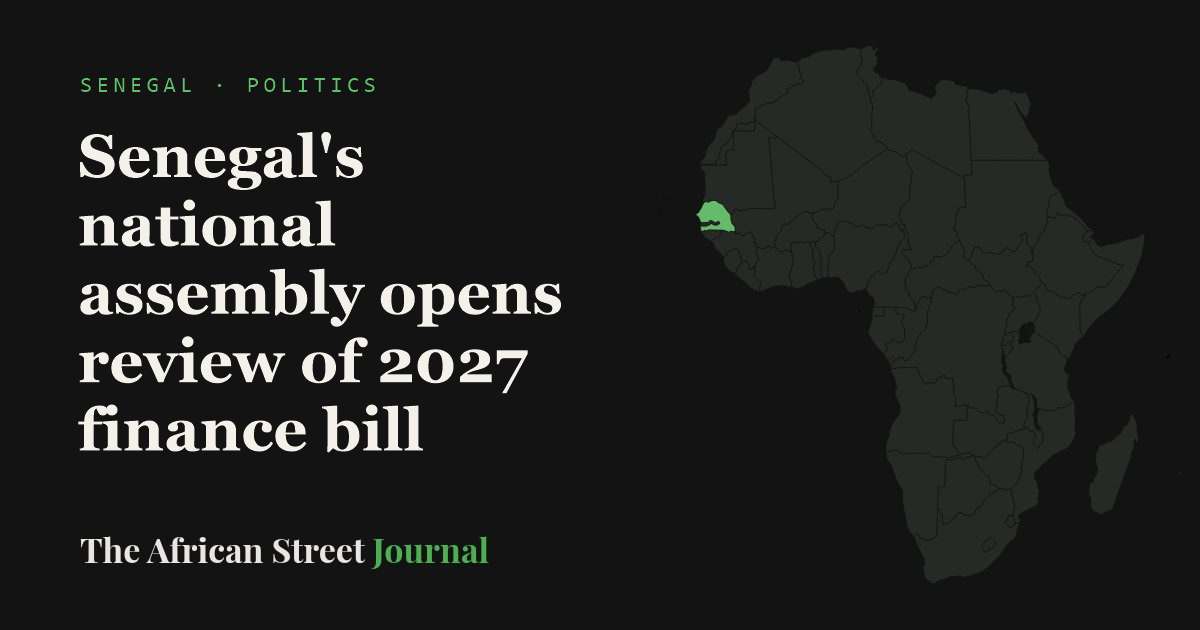 SENEGAL · POLITICS
Senegal's
national
assembly opens
review of 2027
finance bill
The African Street Journal